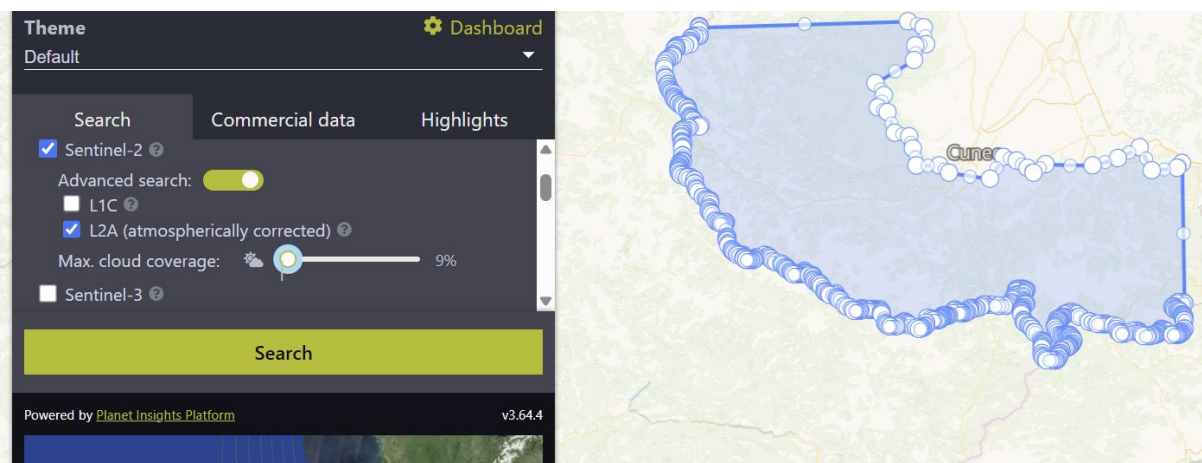 Theme
Dashboard
Default
Search
Commercial data
Highlights
Sentinel-2
Advanced search:
L1C
L2A (atmospherically corrected)
Max. cloud coverage:
9%
Sentinel-3
Search
Powered by Planet Insights Platform
v3.64.4